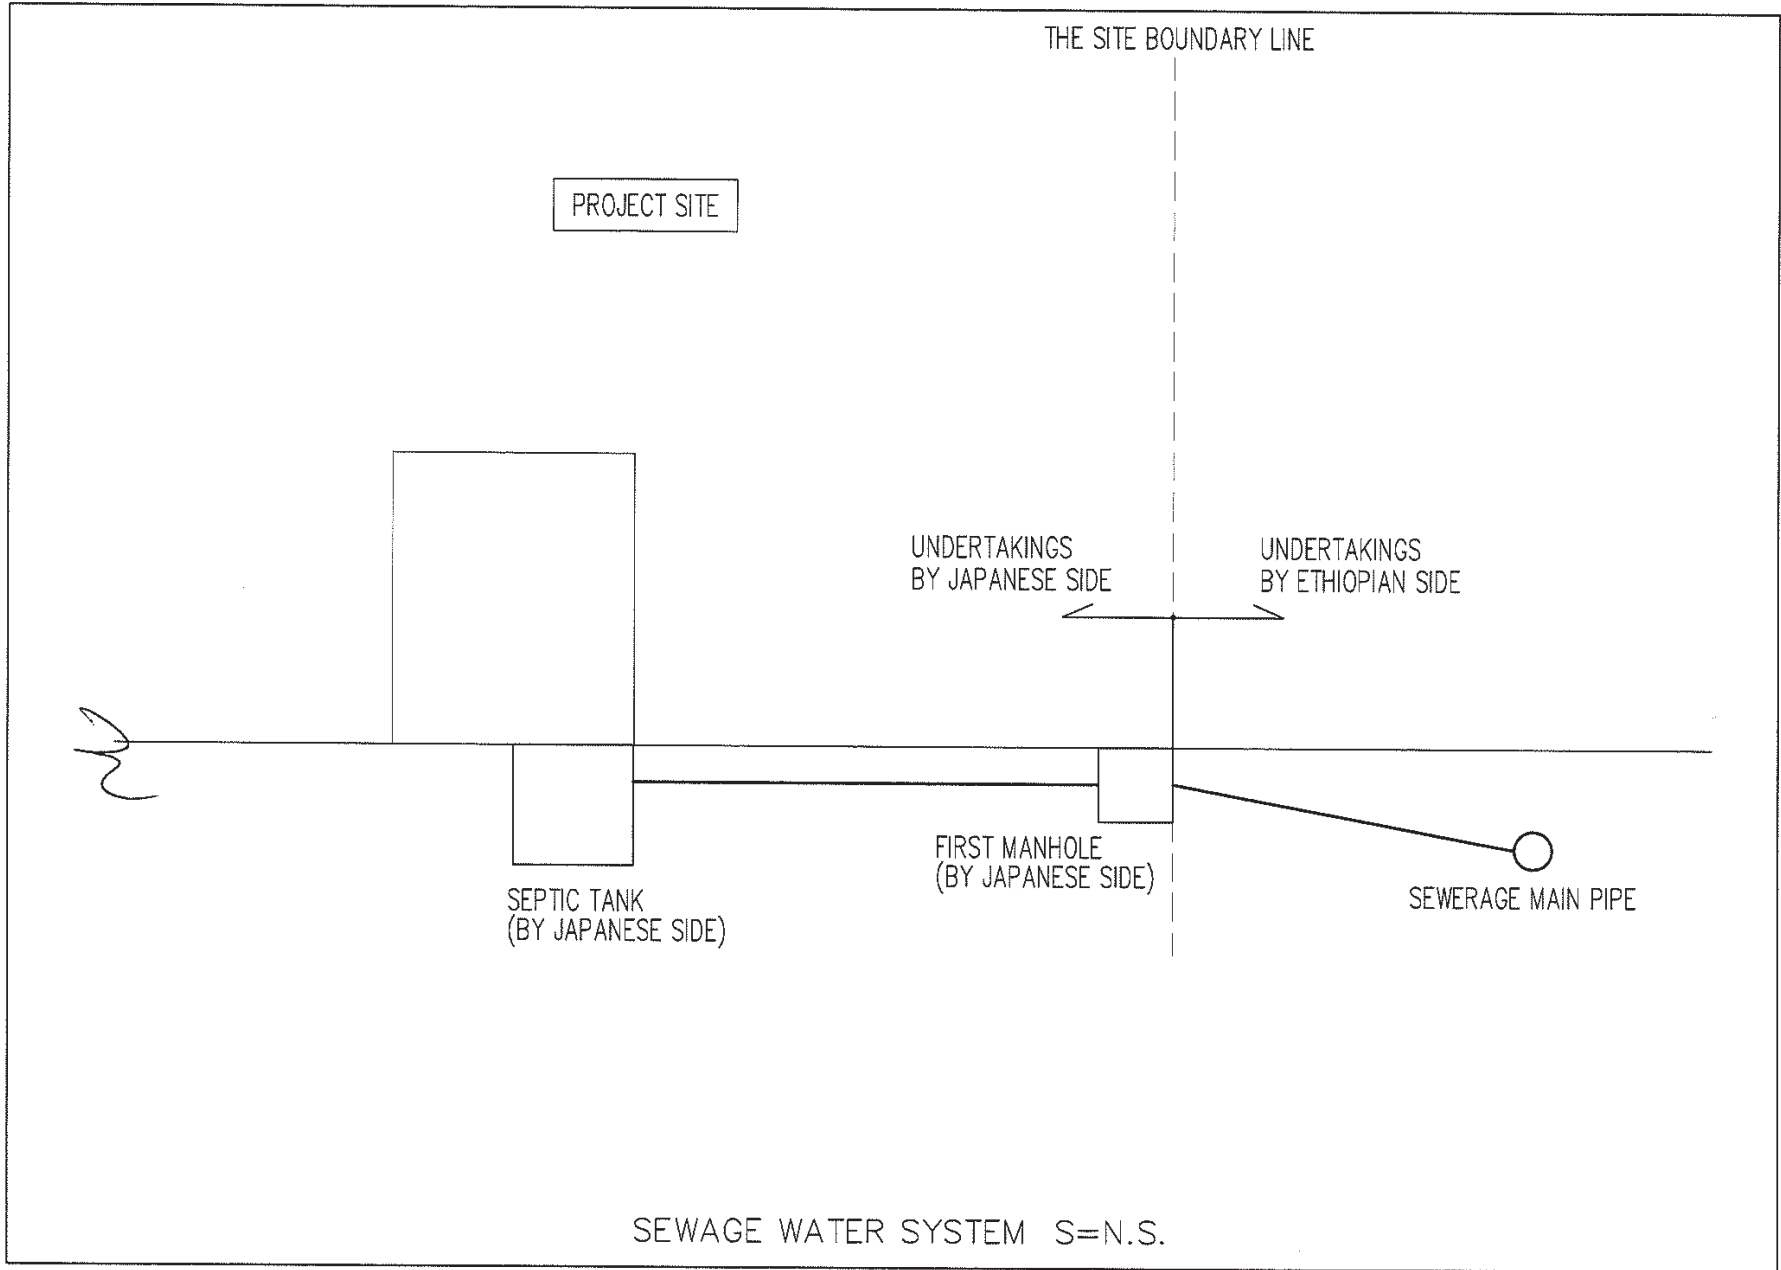 THE SITE BOUNDARY LINE
PROJECT SITE
UNDERTAKINGS
BY JAPANESE SIDE
UNDERTAKINGS
BY ETHIOPIAN SIDE
FIRST MANHOLE
(BY JAPANESE SIDE)
SEPTIC TANK
(BY JAPANESE SIDE)
SEWERAGE MAIN PIPE
SEWAGE WATER SYSTEM S=N.S.